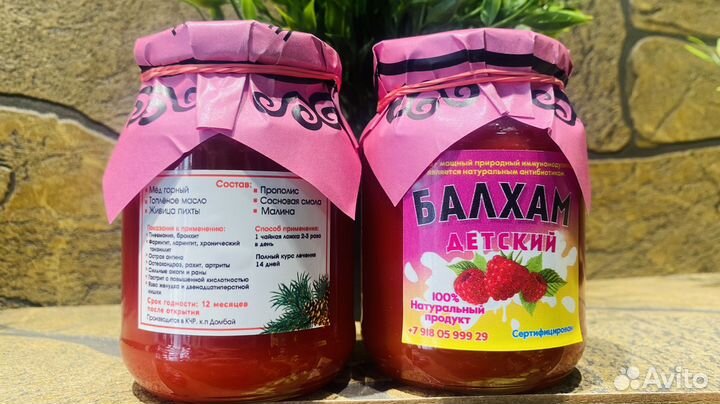 Состав:
Мёд горный
Топлёное масло
Живица пихты
Прополис
Сосновая смола
Малина
Показания к применению:
Пневмания, бронхит
Фарингит, ларингит, хронический
тонзиллит
Острая ангина
Остеохондроз, рахит, артриты
Сильные ожоги и раны
Гастрит с повышенной кислотностью
Язва желудка и двенадцатиперстной
кишки
Способ применения:
1 чайная ложка 2-3 раза
в день
Полный курс лечения
14 дней
Срок годности: 12 месяцев
после открытия
Производится в КЧР, к.п Домбай
мощный природный
является натуральным антибиотиком
БАЛХАМ
ДЕТСКИЙ
100%
Натуральный
продукт
+7 918 05 999 29
Сертифицирован
Avito